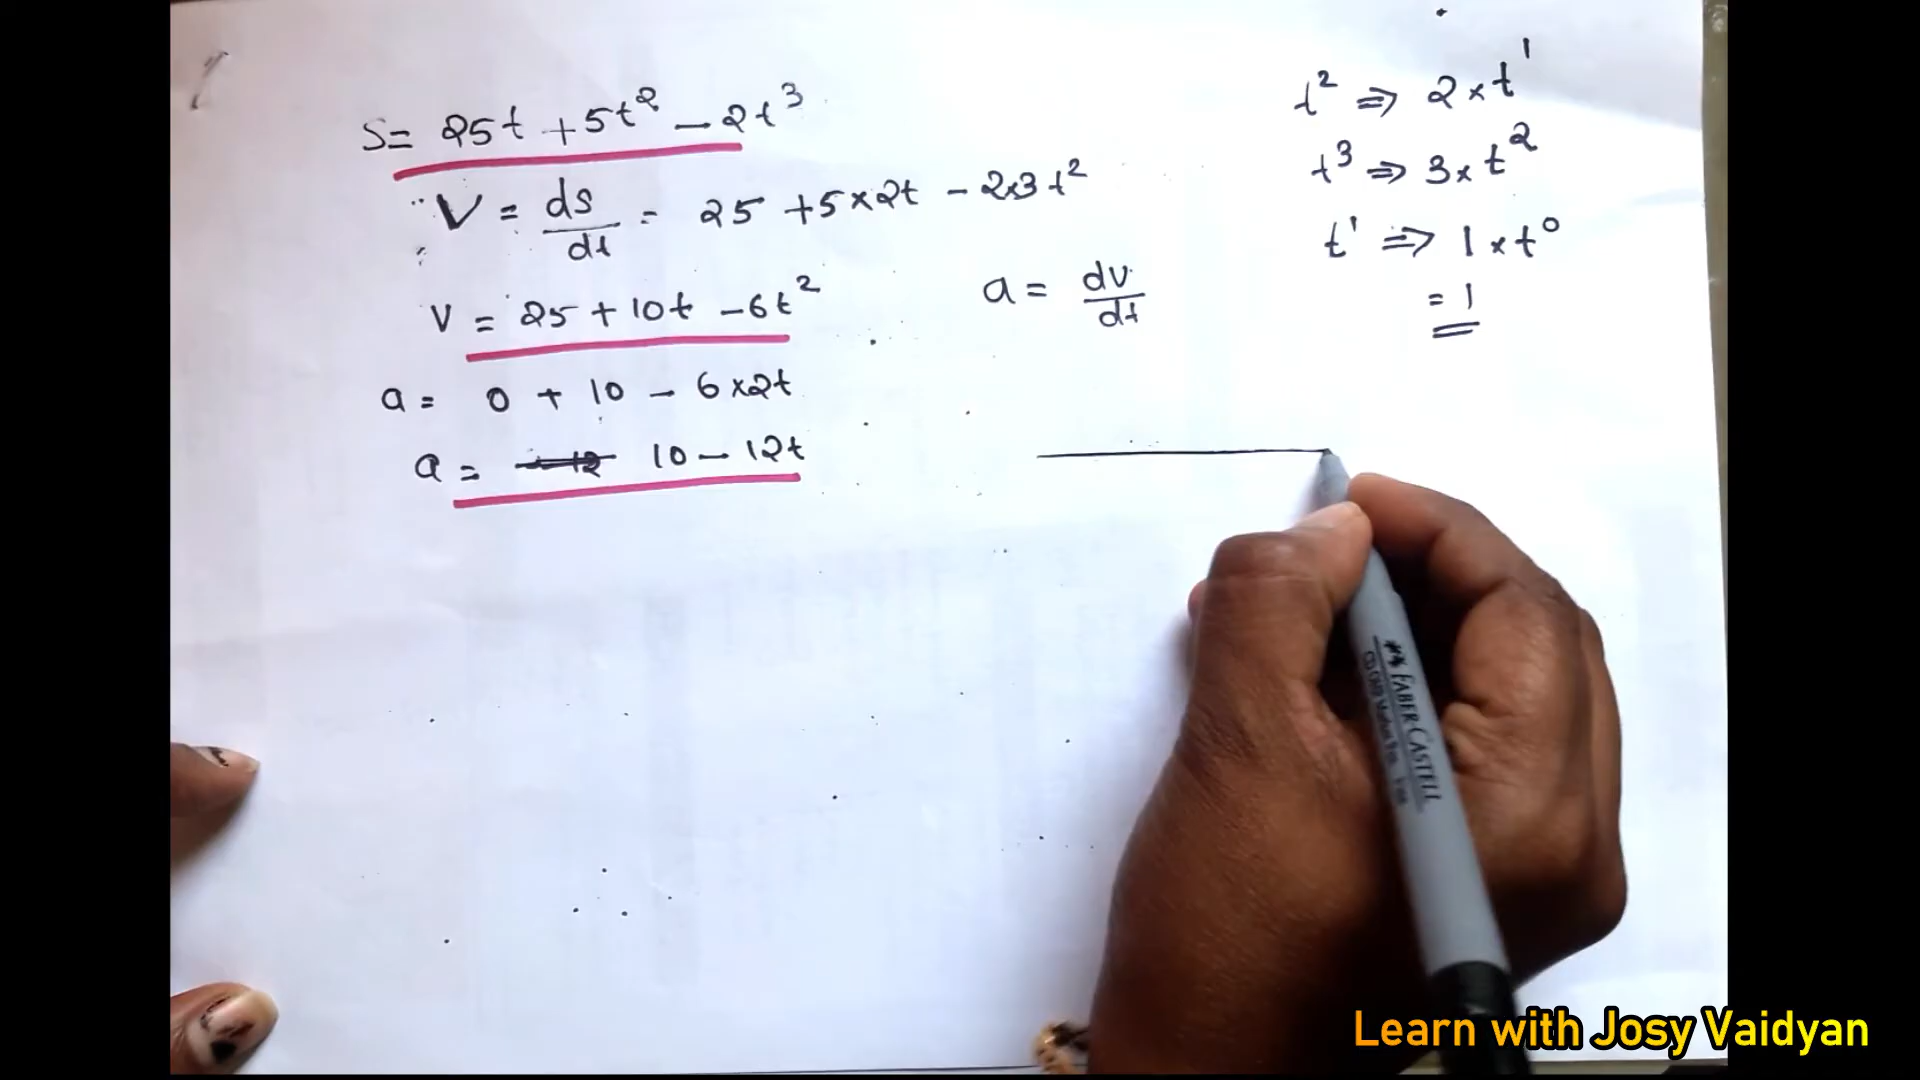 S= 25t + 5t² – 2t³
V = ds/dt = 25 + 5×2t – 2×3t²
V = 25 + 10t – 6t²
a = 0 + 10 – 6×2t
a = 10 – 12t
a = dv/dt
t² ⇒ 2×t¹
t³ ⇒ 3×t²
t¹ ⇒ 1×t⁰
= 1
FABER-CASTELL
Learn with Josy Vaidyan